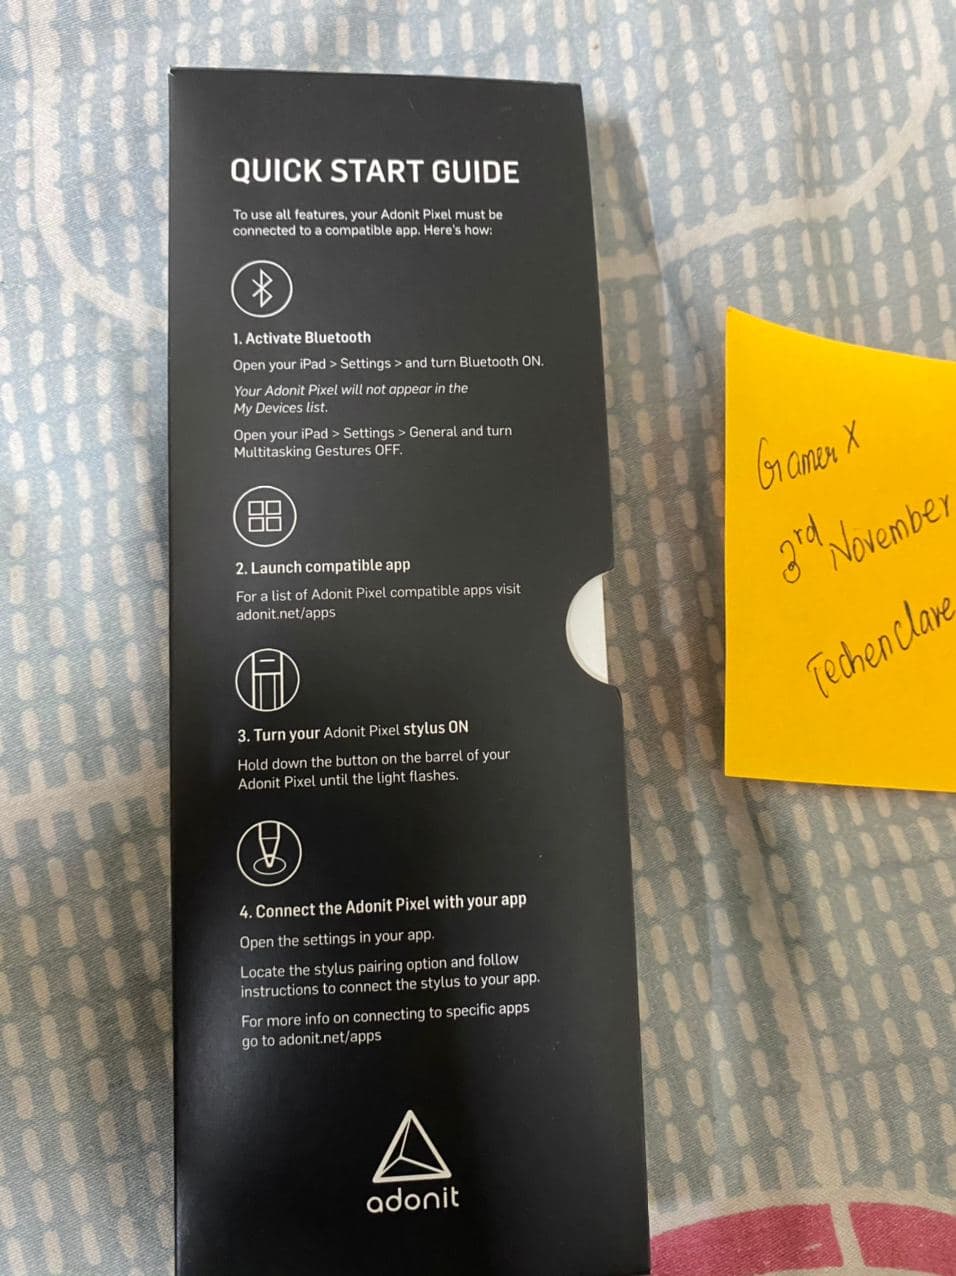 QUICK START GUIDE
To use all features, your Adonit Pixel must be
connected to a compatible app. Here's how:
1. Activate Bluetooth
Open your iPad > Settings > and turn Bluetooth ON.
Your Adonit Pixel will not appear in the
My Devices list.
Open your iPad > Settings > General and turn
Multitasking Gestures OFF.
2. Launch compatible app
For a list of Adonit Pixel compatible apps visit
adonit.net/apps
3. Turn your Adonit Pixel stylus ON
Hold down the button on the barrel of your
Adonit Pixel until the light flashes.
4. Connect the Adonit Pixel with your app
Open the settings in your app.
Locate the stylus pairing option and follow
instructions to connect the stylus to your app.
For more info on connecting to specific apps
go to adonit.net/apps
adonit
Gamer X
3rd November
Techenclave